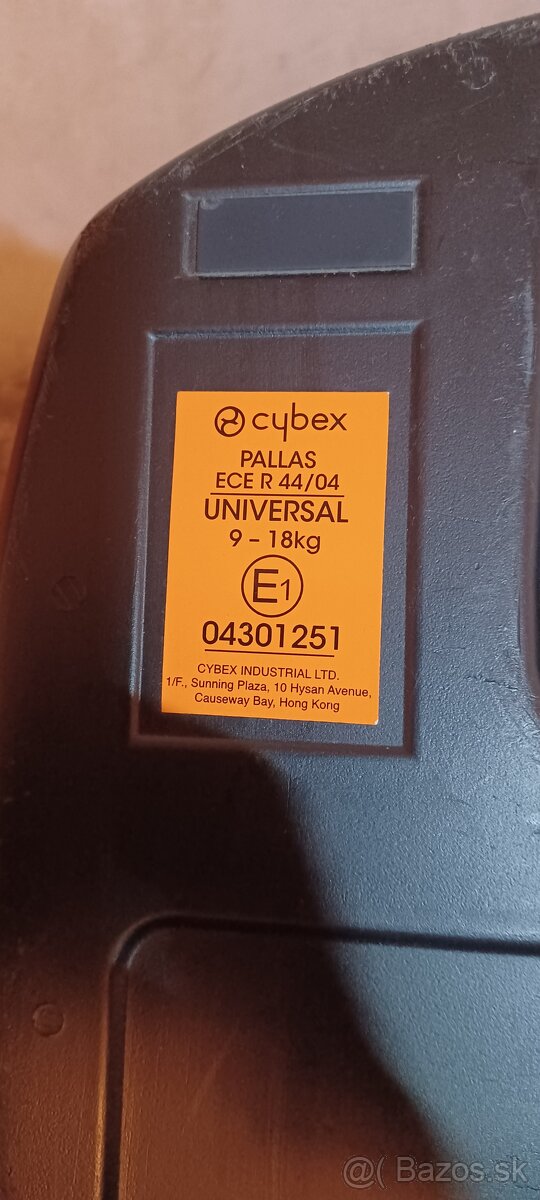 cybex
PALLAS
ECE R 44/04
UNIVERSAL
9 - 18kg
E1
04301251
CYBEX INDUSTRIAL LTD.
1/F., Sunning Plaza, 10 Hysan Avenue,
Causeway Bay, Hong Kong
@( Bazos.sk